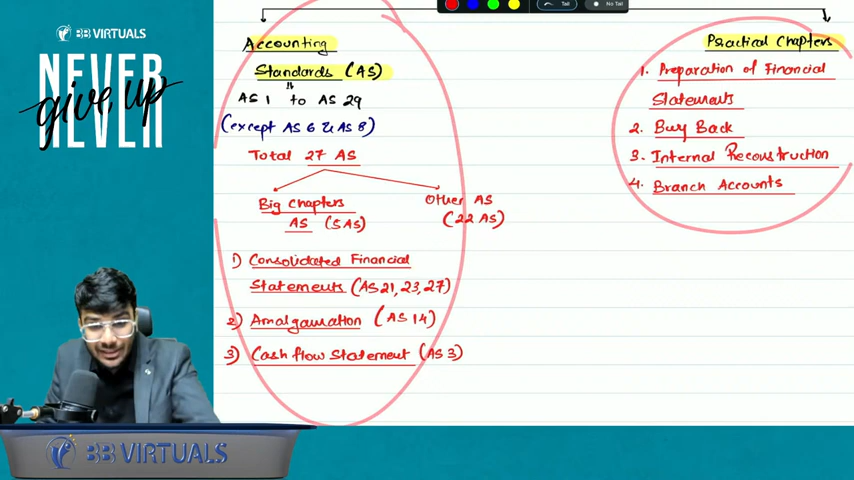 BB VIRTUALS
NEVER
give up
NEVER
Tail
No Tail
Accounting
Standards (AS)
AS 1 to AS 29
(except AS 6 & AS 8)
Total 27 AS
Big Chapters
AS (5 AS)
Other AS
(22 AS)
1) Consolidated Financial
Statements (AS 21, 23, 27)
2) Amalgamation (AS 14)
3) Cash flow Statement (AS 3)
Practical Chapters
1. Preparation of Financial
Statements
2. Buy Back
3. Internal Reconstruction
4. Branch Accounts
BB VIRTUALS